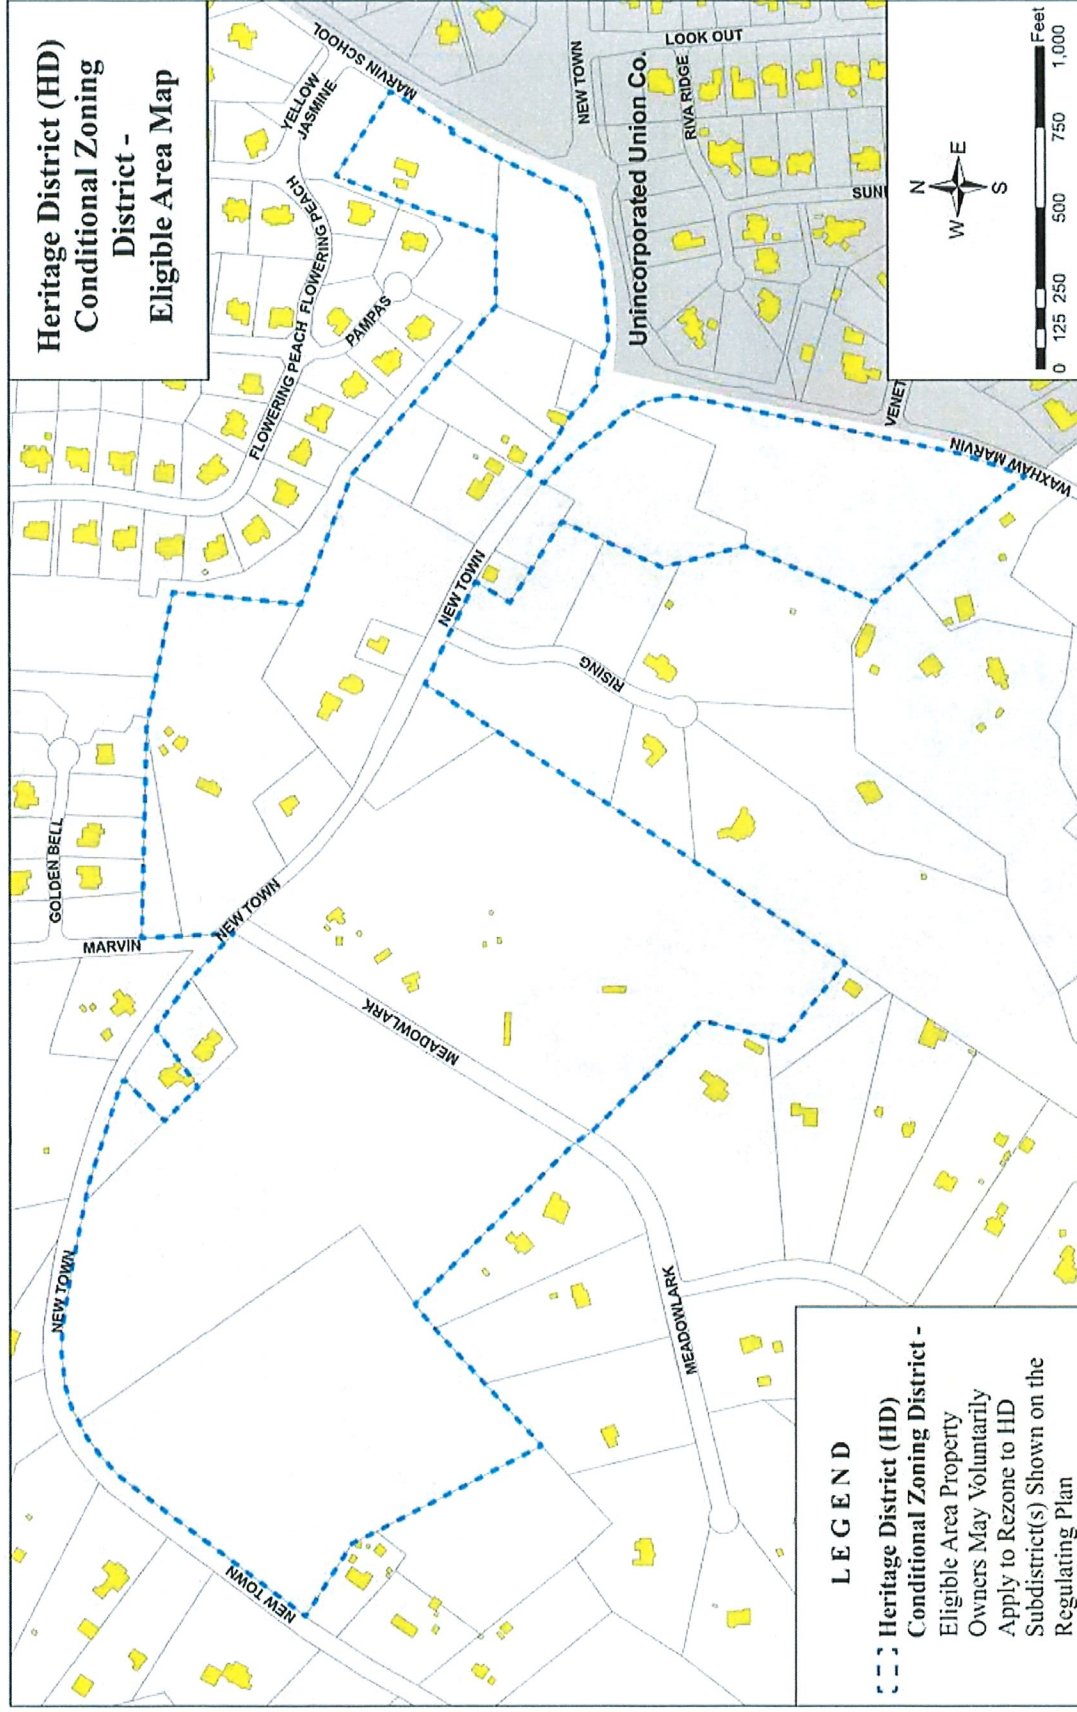 Heritage District (HD)
Conditional Zoning
District -
Eligible Area Map
MARVIN SCHOOL
YELLOW
JASMINE
FLOWERING PEACH
FLOWERING PEACH
PAMPAS
NEW TOWN
LOOK OUT
RIVA RIDGE
Unincorporated Union Co.
GOLDEN BELL
MARVIN
NEW TOWN
NEW TOWN
NEW TOWN
NEW TOWN
MEADOWLARK
RISING
VENET
WAXHAW MARVIN
MEADOWLARK
N
W
E
S
0 125 250 500 750 1,000
Feet
LEGEND
Heritage District (HD)
Conditional Zoning District -
Eligible Area Property
Owners May Voluntarily
Apply to Rezone to HD
Subdistrict(s) Shown on the
Regulating Plan